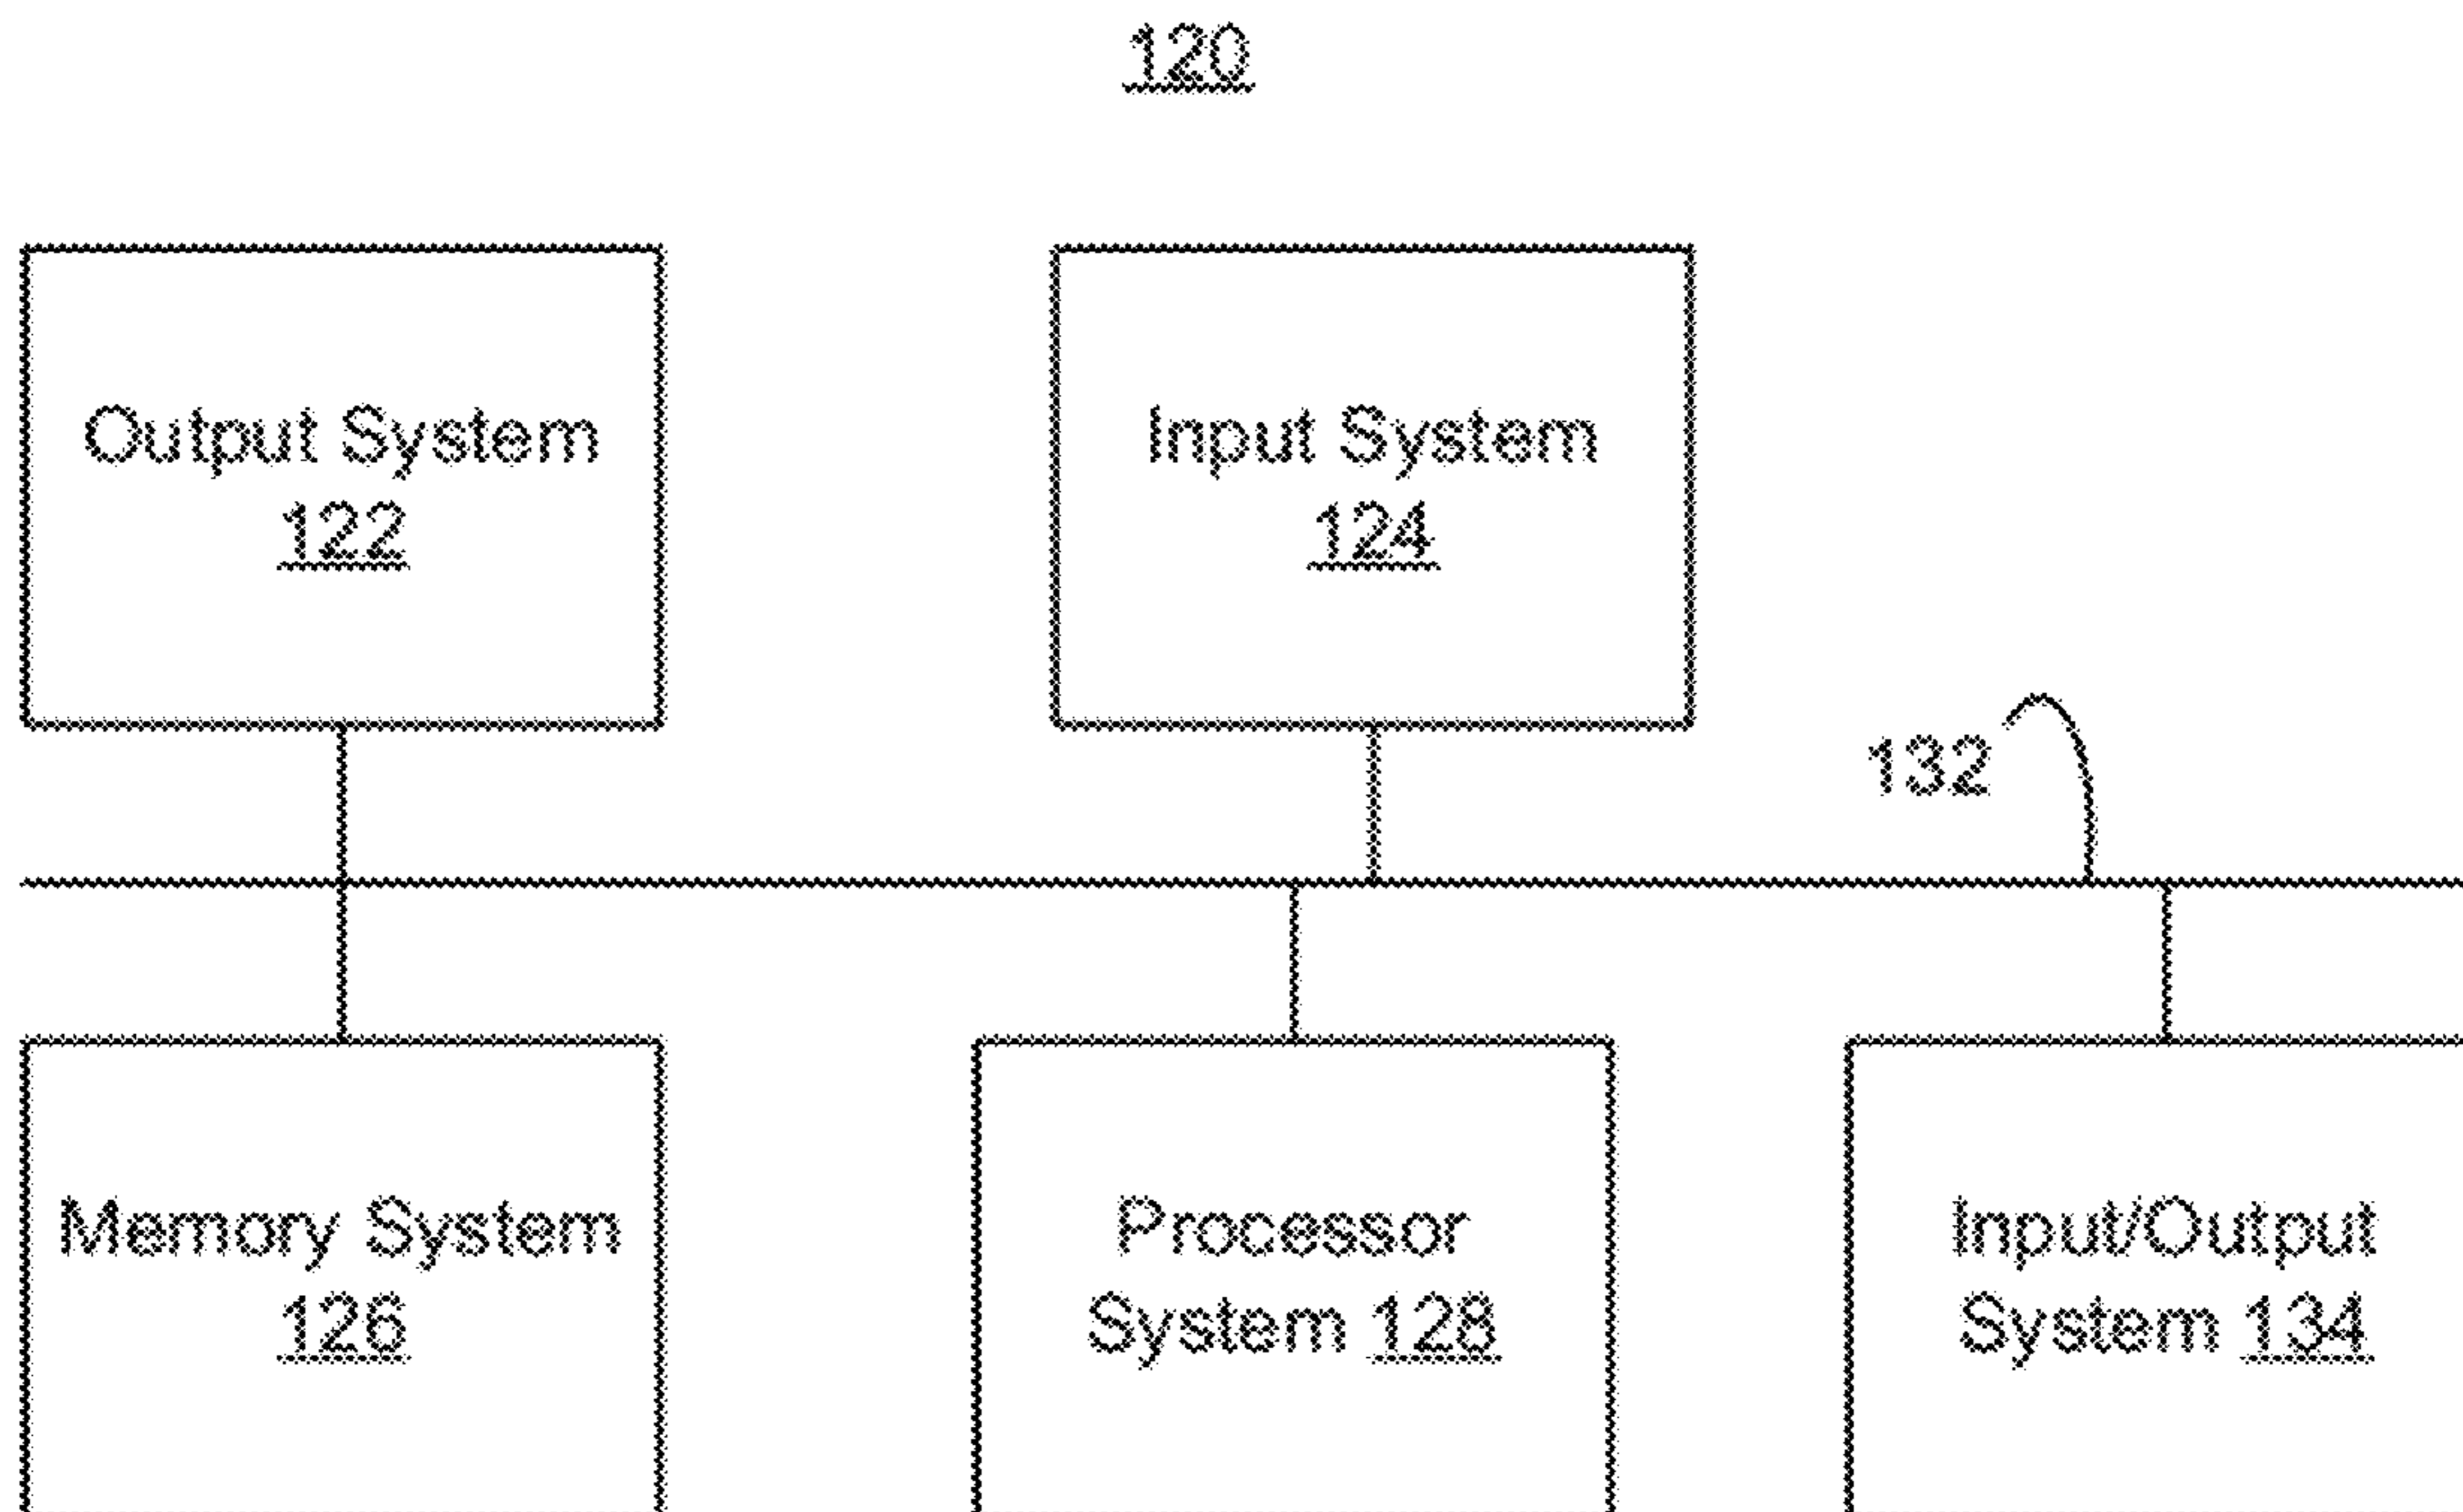 120
Output System
122
Input System
124
132
Memory System
126
Processor
System 128
Input/Output
System 134